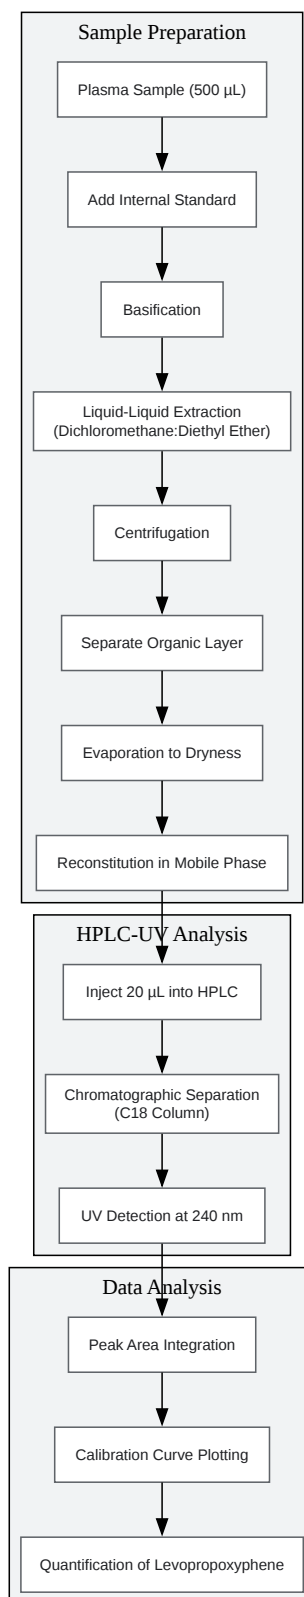 Sample Preparation
Plasma Sample (500 µL)
Add Internal Standard
Basification
Liquid-Liquid Extraction
(Dichloromethane:Diethyl Ether)
Centrifugation
Separate Organic Layer
Evaporation to Dryness
Reconstitution in Mobile Phase
HPLC-UV Analysis
Inject 20 µL into HPLC
Chromatographic Separation
(C18 Column)
UV Detection at 240 nm
Data Analysis
Peak Area Integration
Calibration Curve Plotting
Quantification of Levopropoxyphene